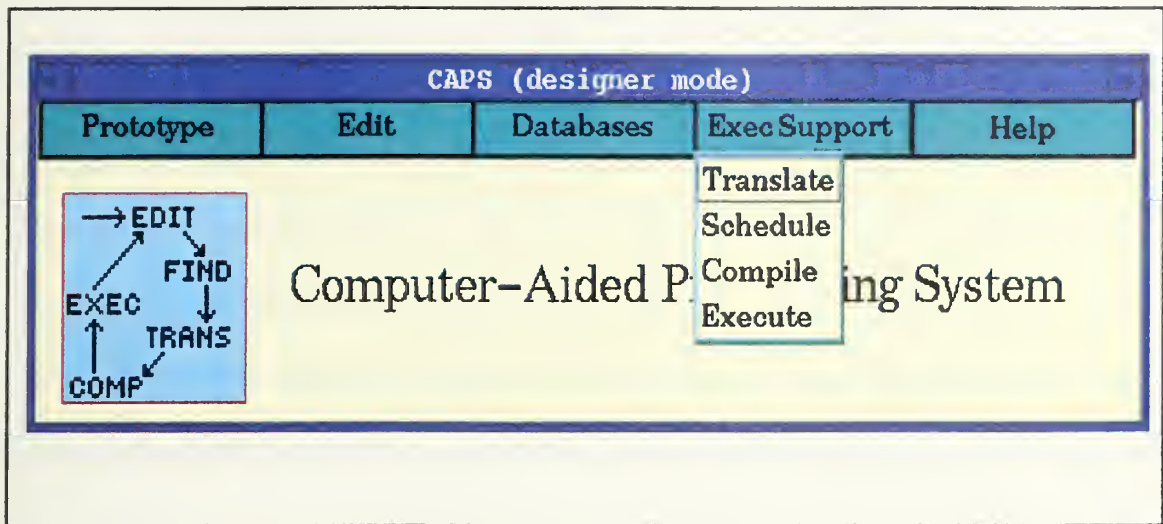 CAPS (designer mode)
Prototype Edit Databases Exec Support Help
Translate
Schedule
Compile
Execute
EDIT
FIND
EXEC
TRANS
COMP
Computer-Aided P ing System